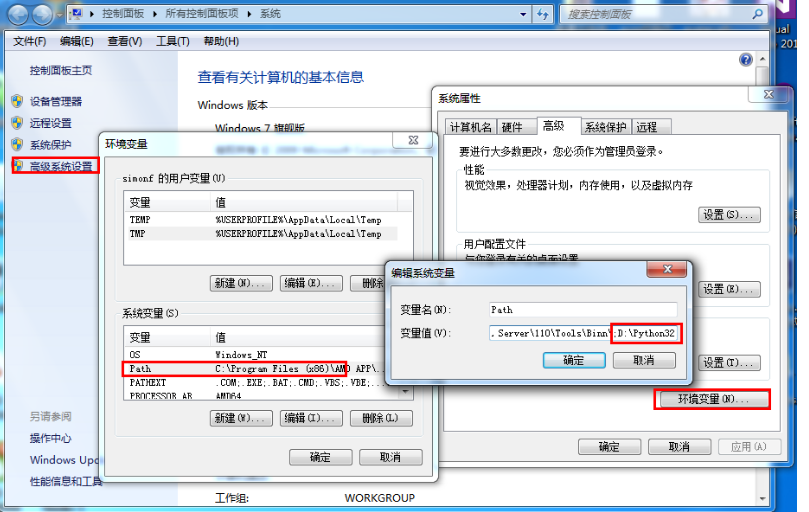 控制面板 ▸ 所有控制面板项 ▸ 系统
搜索控制面板
文件(F) 编辑(E) 查看(V) 工具(T) 帮助(H)
控制面板主页
设备管理器
远程设置
系统保护
高级系统设置
另请参阅
操作中心
Windows Upd
性能信息和工具
查看有关计算机的基本信息
Windows 版本
Windows 7 旗舰版
工作组: WORKGROUP
环境变量
simonf 的用户变量(U)
变量 值
TEMP %USERPROFILE%\AppData\Local\Temp
TMP %USERPROFILE%\AppData\Local\Temp
新建(N)... 编辑(E)... 删除
系统变量(S)
变量 值
OS Windows_NT
Path C:\Program Files (x86)\AMD APP\...
PATHEXT .COM;.EXE;.BAT;.CMD;.VBS;.VBE;...
PROCESSOR_AR AMD64
新建(W)... 编辑(I)... 删除(L)
确定 取消
系统属性
计算机名 硬件 高级 系统保护 远程
要进行大多数更改，您必须作为管理员登录。
性能
视觉效果，处理器计划，内存使用，以及虚拟内存
设置(S)...
用户配置文件
与您登录有关的桌面设置
设置(E)...
设置(T)...
环境变量(N)...
确定 取消 应用(A)
编辑系统变量
变量名(N): Path
变量值(V): Server\110\Tools\Binn\;D:\Python32
确定 取消
ual
201